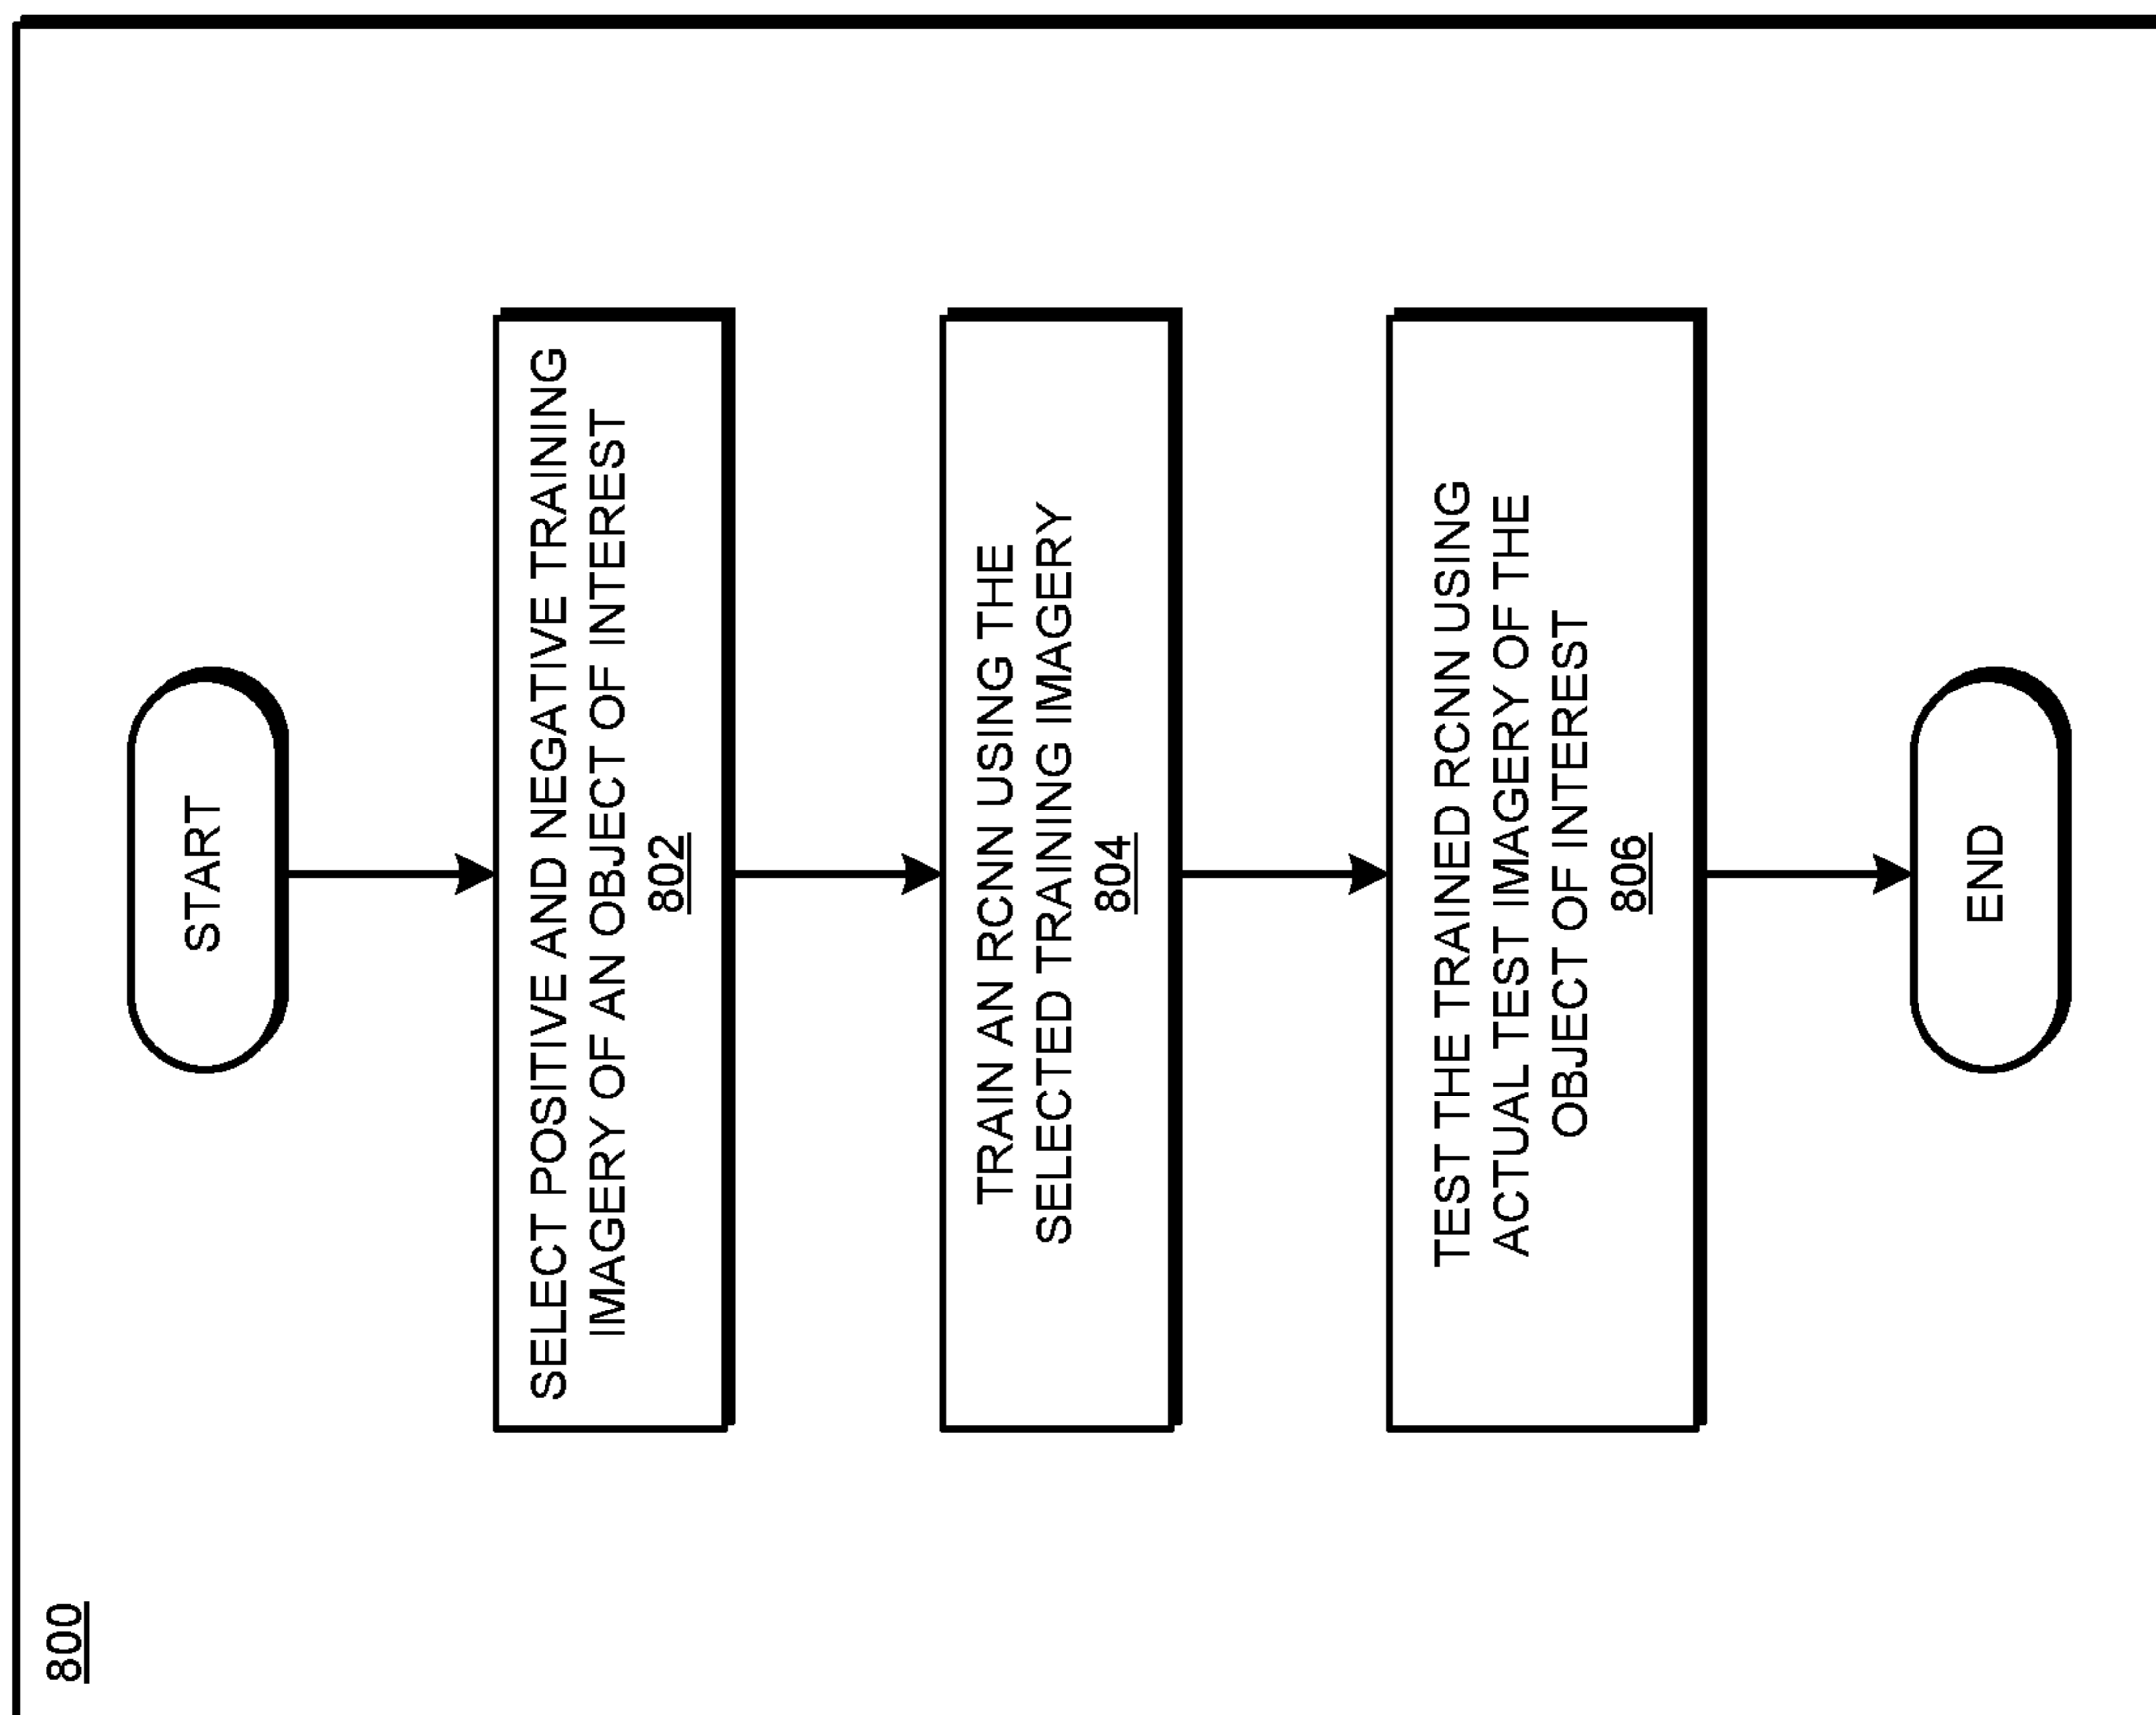 800
START
SELECT POSITIVE AND NEGATIVE TRAINING
IMAGERY OF AN OBJECT OF INTEREST
802
TRAIN AN RCNN USING THE
SELECTED TRAINING IMAGERY
804
TEST THE TRAINED RCNN USING
ACTUAL TEST IMAGERY OF THE
OBJECT OF INTEREST
806
END